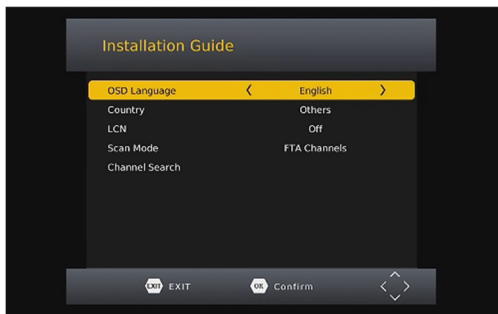 Installation Guide
OSD Language < English >
Country Others
LCN Off
Scan Mode FTA Channels
Channel Search
EXIT EXIT OK Confirm